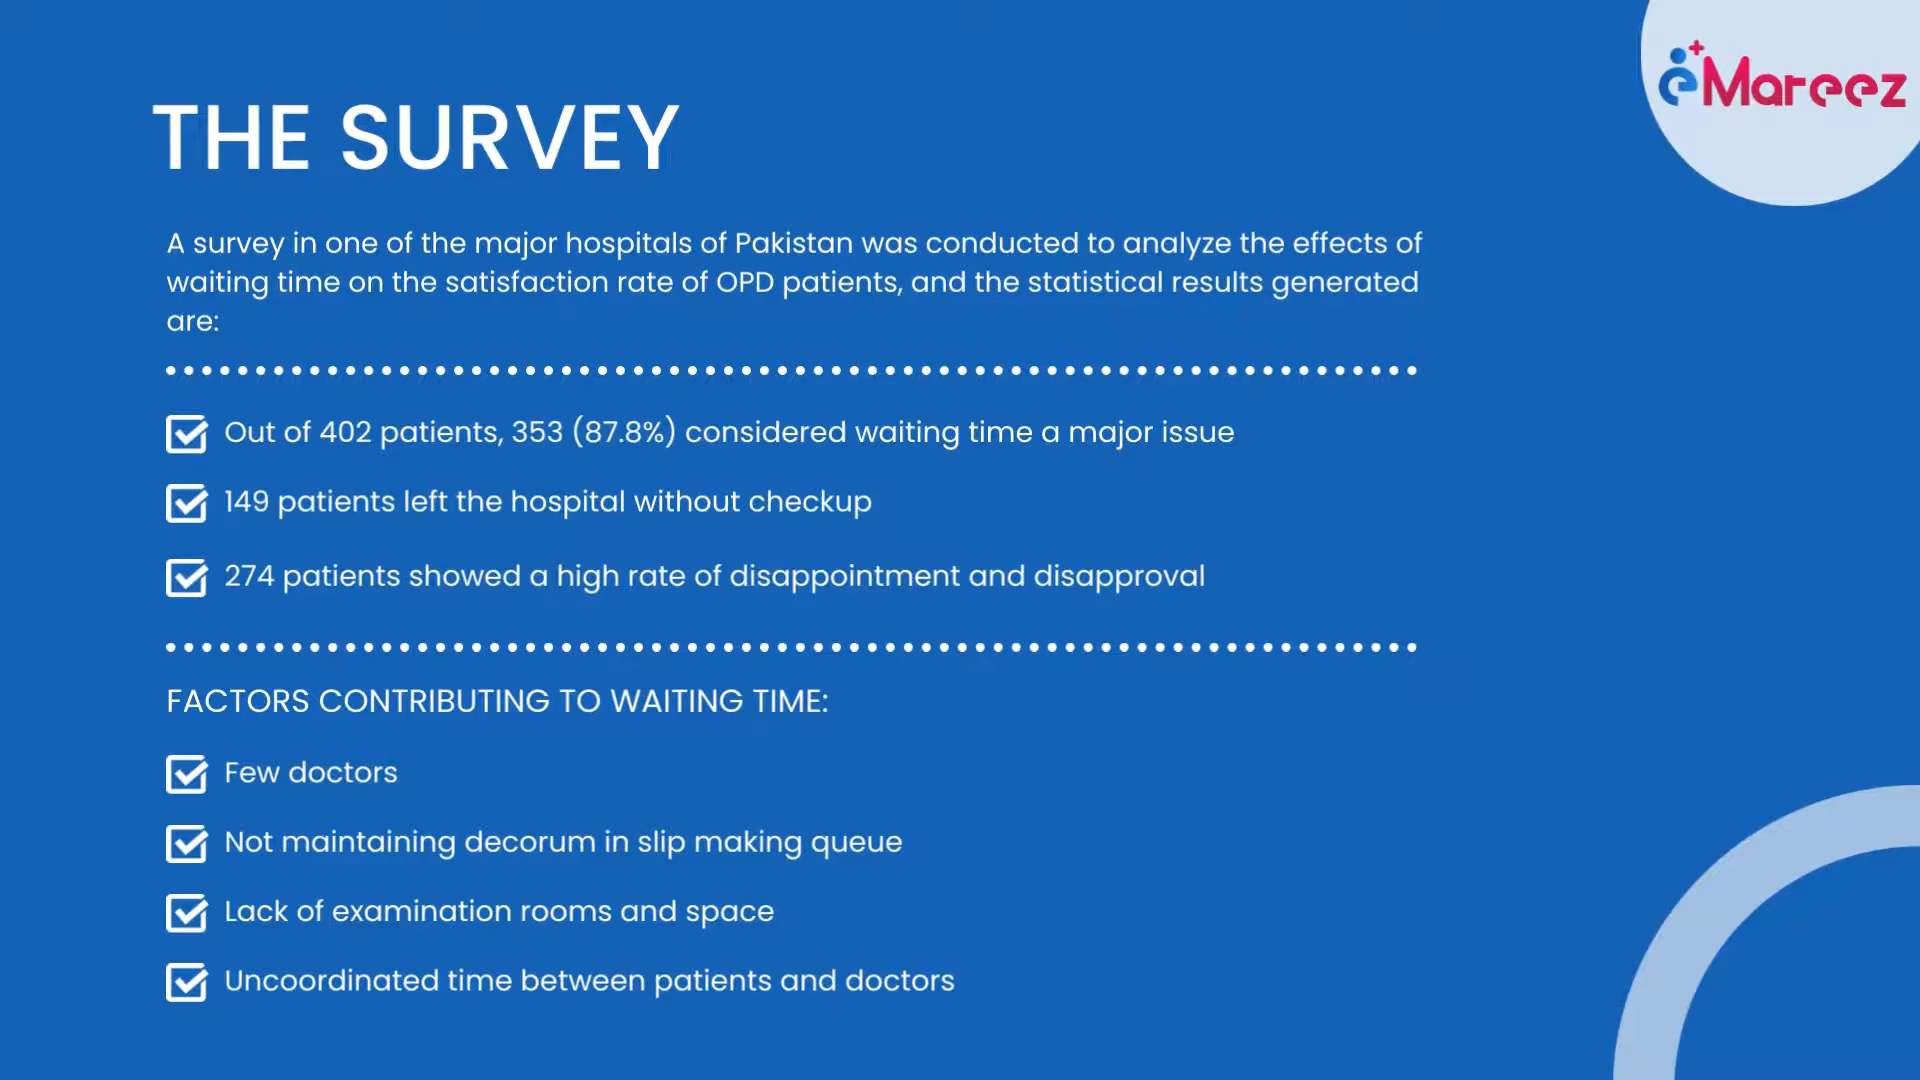 eMareez
THE SURVEY
A survey in one of the major hospitals of Pakistan was conducted to analyze the effects of
waiting time on the satisfaction rate of OPD patients, and the statistical results generated
are:
Out of 402 patients, 353 (87.8%) considered waiting time a major issue
149 patients left the hospital without checkup
274 patients showed a high rate of disappointment and disapproval
FACTORS CONTRIBUTING TO WAITING TIME:
Few doctors
Not maintaining decorum in slip making queue
Lack of examination rooms and space
Uncoordinated time between patients and doctors